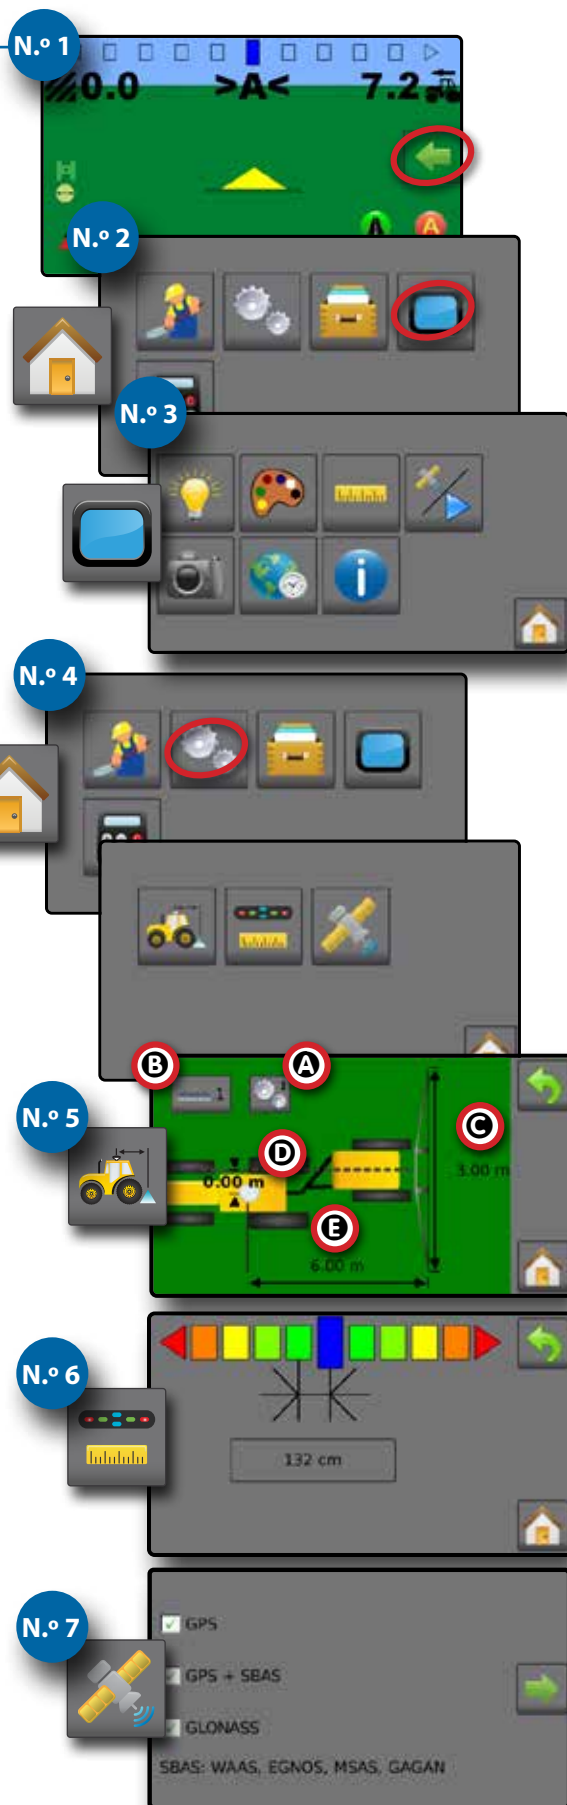 N.º 1
0.0 >A< 7.2
A A
N.º 2
N.º 3
N.º 4
N.º 5
B A
1
C
D
3.00 m
0.00 m
E
6.00 m
N.º 6
132 cm
N.º 7
GPS
GPS + SBAS
GLONASS
SBAS: WAAS, EGNOS, MSAS, GAGAN